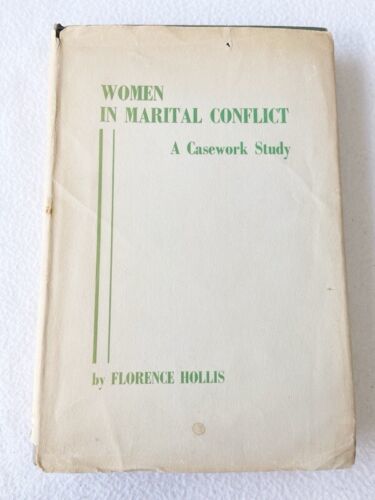 WOMEN
IN MARITAL CONFLICT
A Casework Study
by FLORENCE HOLLIS